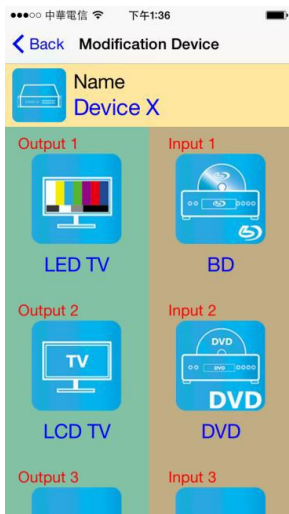 中華電信 下午1:36
Back Modification Device
Name
Device X
Output 1 Input 1
LED TV BD
Output 2 Input 2
TV DVD
DVD
DVD
LCD TV DVD
Output 3 Input 3